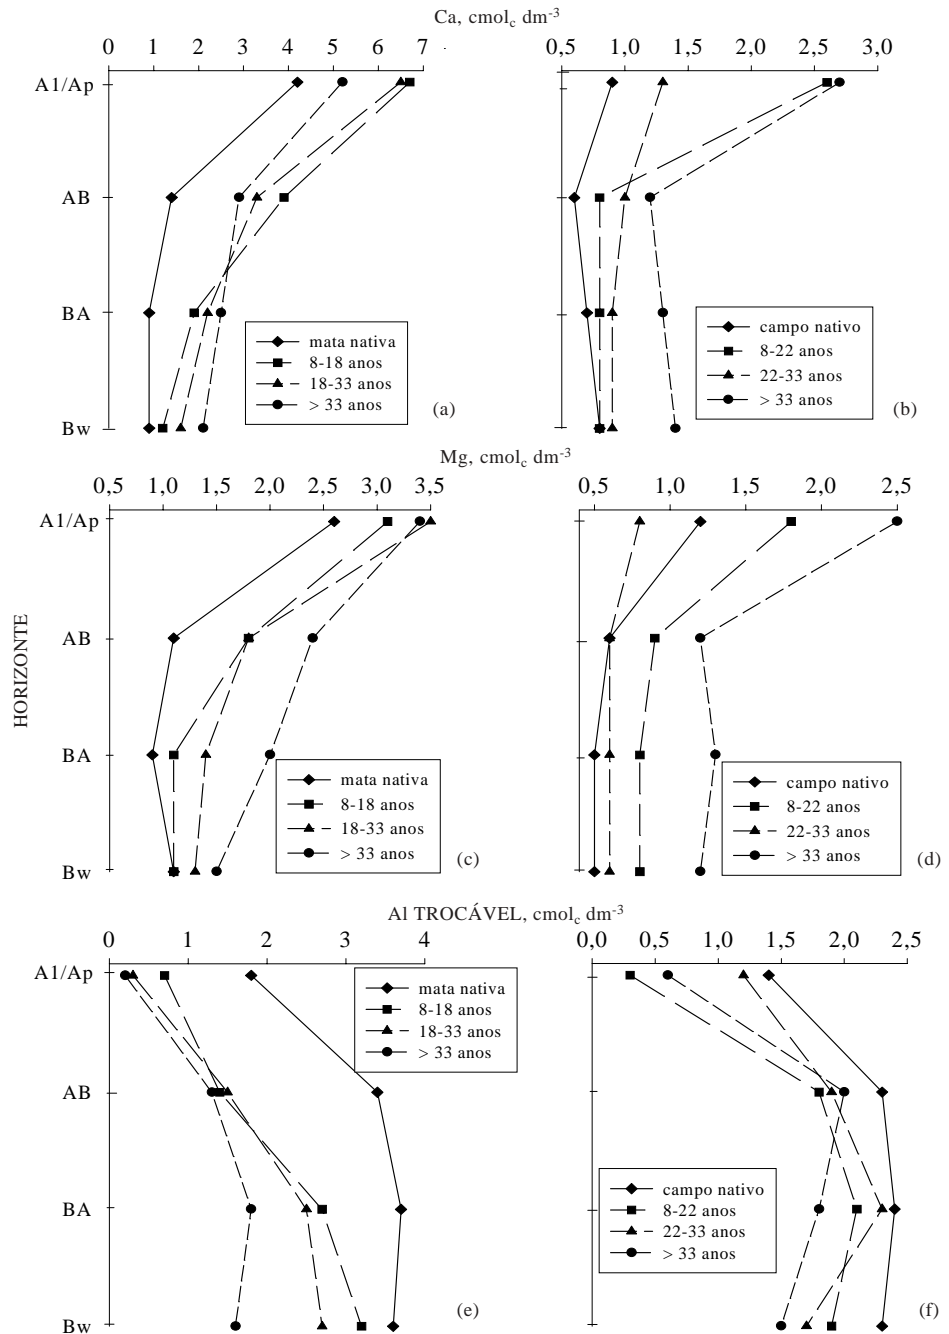 Ca, cmolc dm-3
0 1 2 3 4 5 6 7
0,5 1,0 1,5 2,0 2,5 3,0
A1/Ap
AB
BA
Bw
mata nativa
8-18 anos
18-33 anos
> 33 anos
(a)
campo nativo
8-22 anos
22-33 anos
> 33 anos
(b)
Mg, cmolc dm-3
0,5 1,0 1,5 2,0 2,5 3,0 3,5
0,5 1,0 1,5 2,0 2,5
HORIZONTE
A1/Ap
AB
BA
Bw
mata nativa
8-18 anos
18-33 anos
> 33 anos
(c)
campo nativo
8-22 anos
22-33 anos
> 33 anos
(d)
Al TROCÁVEL, cmolc dm-3
0 1 2 3 4
0,0 0,5 1,0 1,5 2,0 2,5
A1/Ap
AB
BA
Bw
mata nativa
8-18 anos
18-33 anos
> 33 anos
(e)
campo nativo
8-22 anos
22-33 anos
> 33 anos
(f)